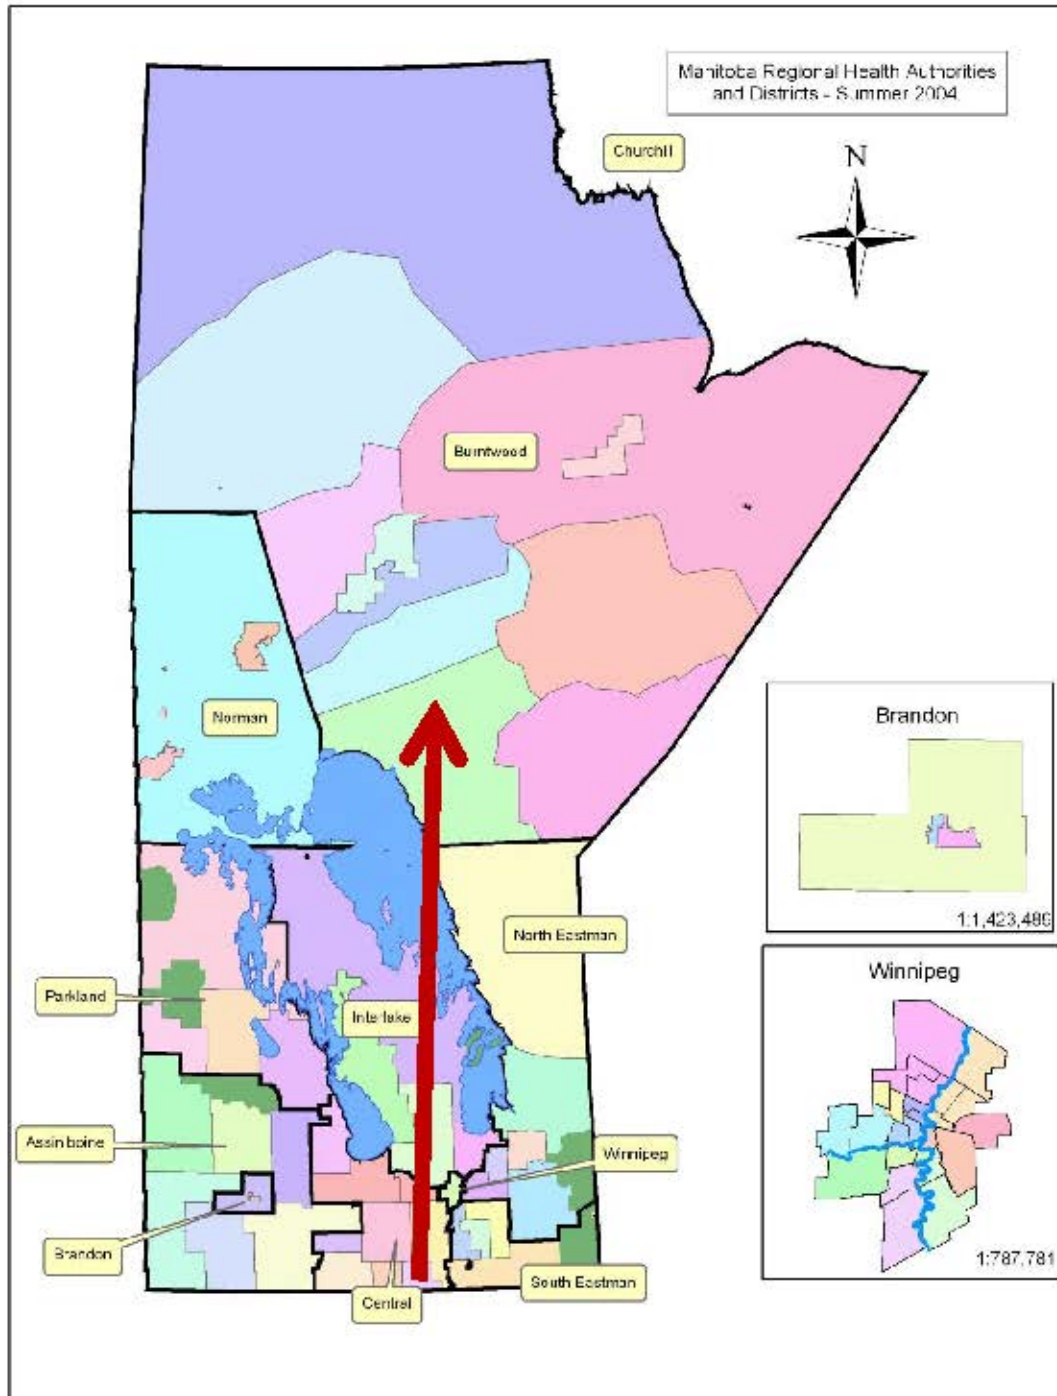 Manitoba Regional Health Authorities
and Districts - Summer 2004
Churchill
N
Burntwood
Norman
Brandon
1:1,423,486
North Eastman
Winnipeg
Parkland
Interlake
Assiniboine
Winnipeg
Brandon
South Eastman
Central
1:787,781